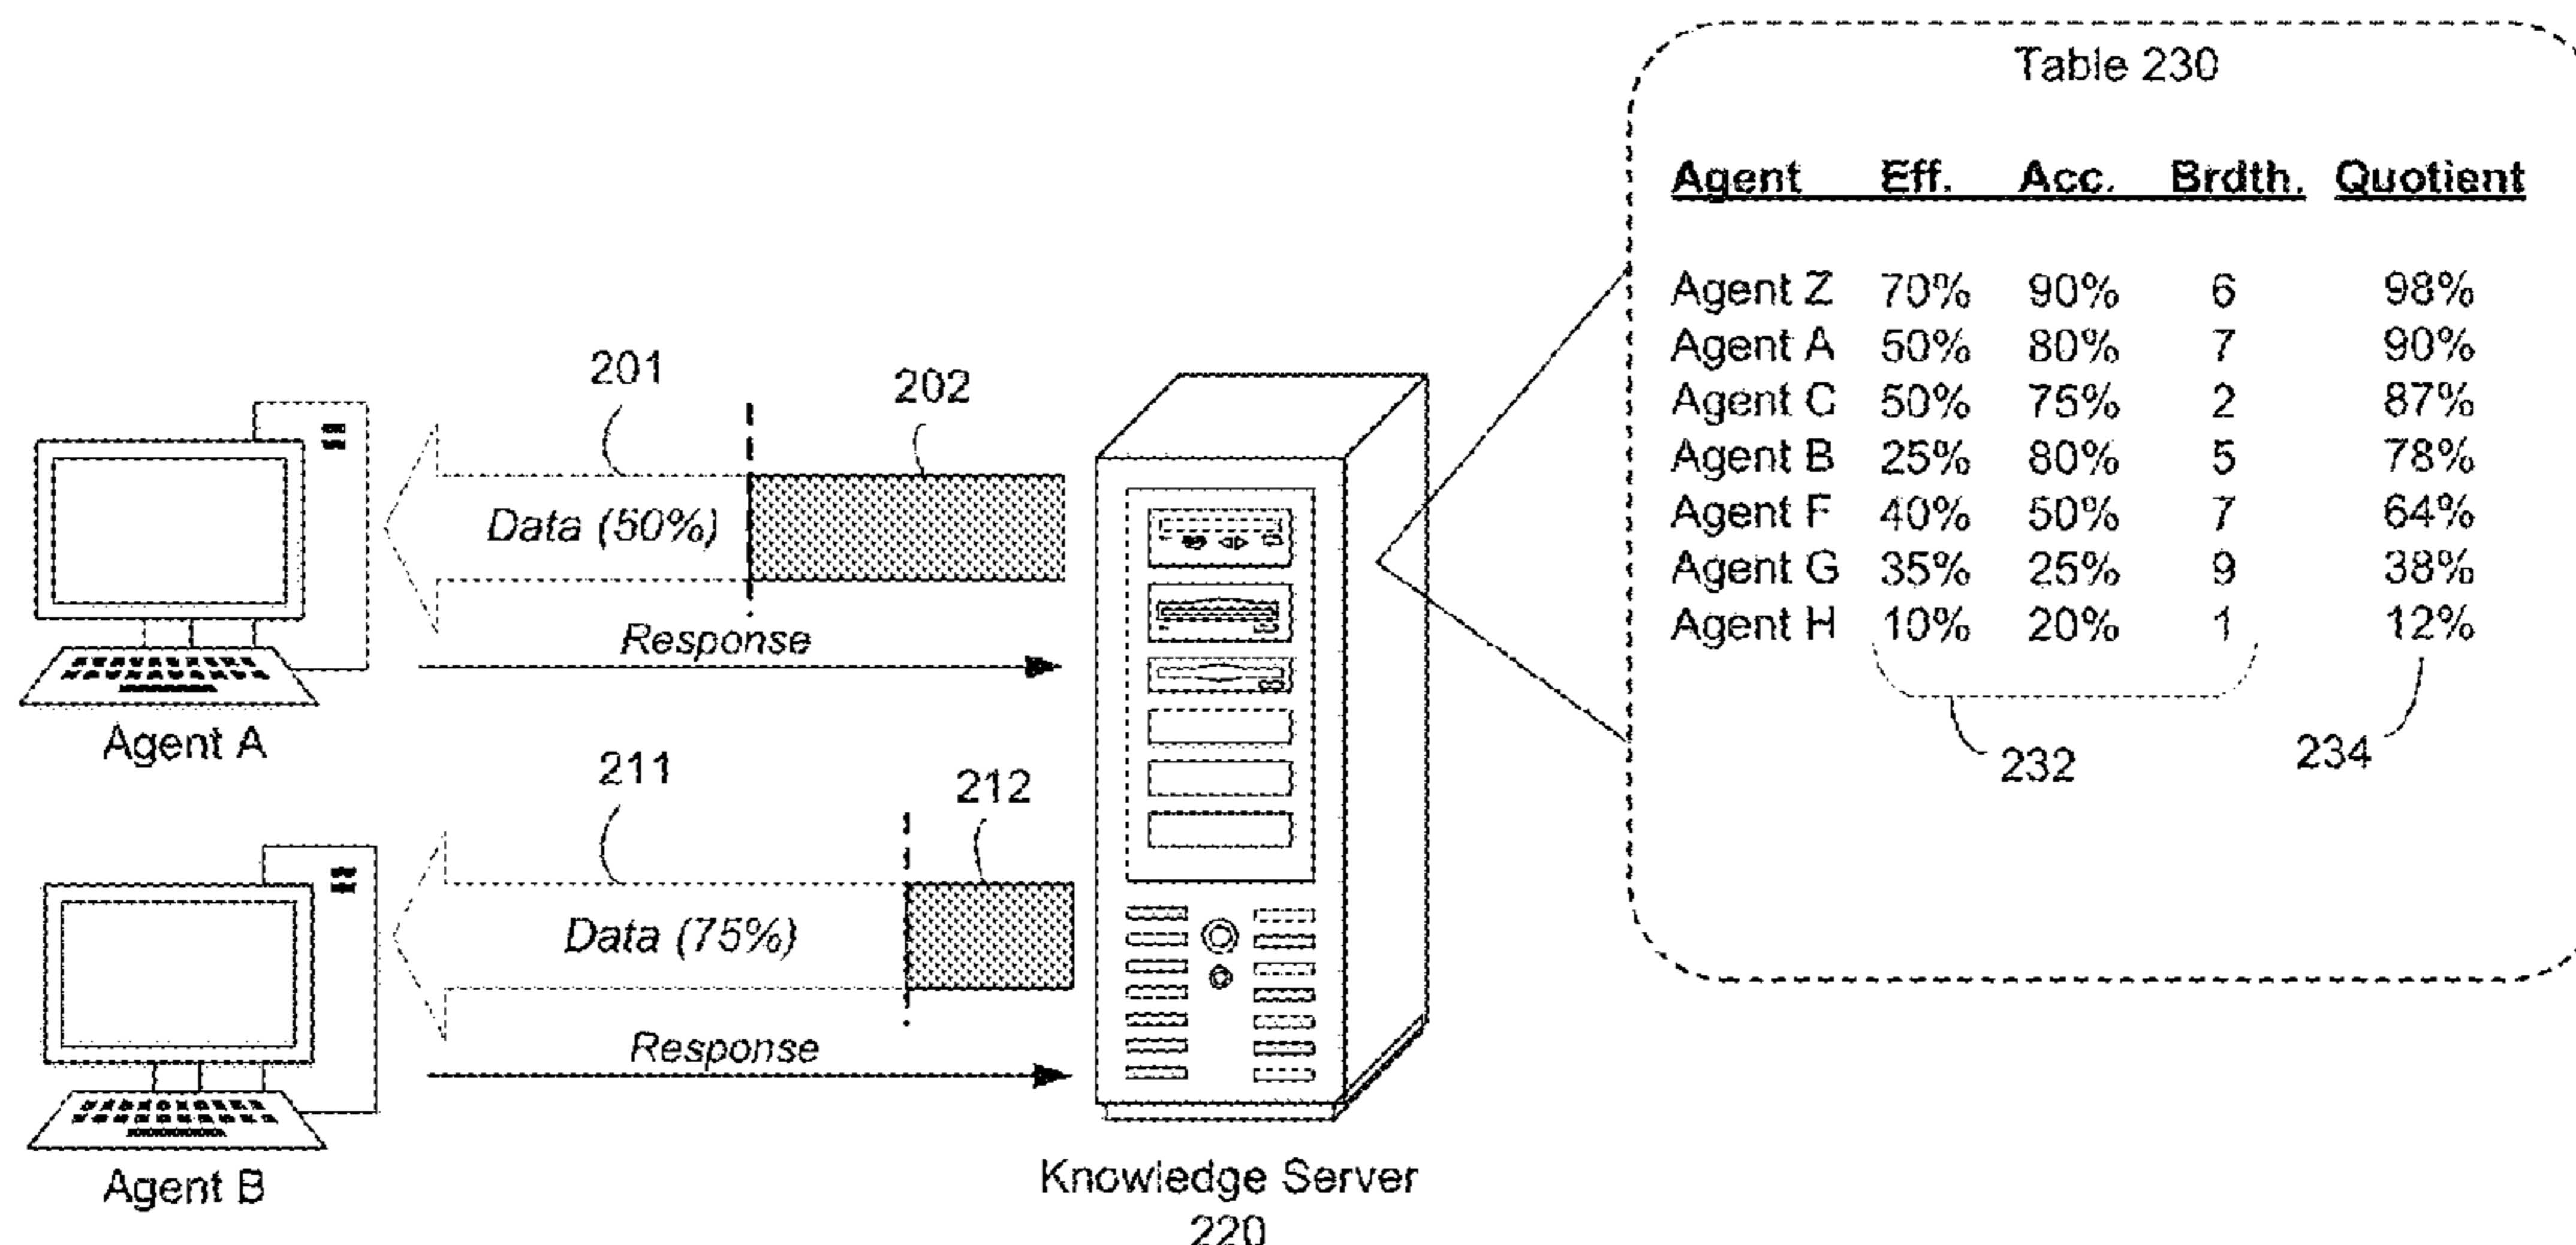 Table 230
Agent Eff. Acc. Brdth. Quotient
Agent Z 70% 90% 6 98%
Agent A 50% 80% 7 90%
Agent C 50% 75% 2 87%
Agent B 25% 80% 5 78%
Agent F 40% 50% 7 64%
Agent G 35% 25% 9 38%
Agent H 10% 20% 1 12%
232
234
201
202
Data (50%)
Response
Agent A
211
212
Data (75%)
Response
Agent B
Knowledge Server
220